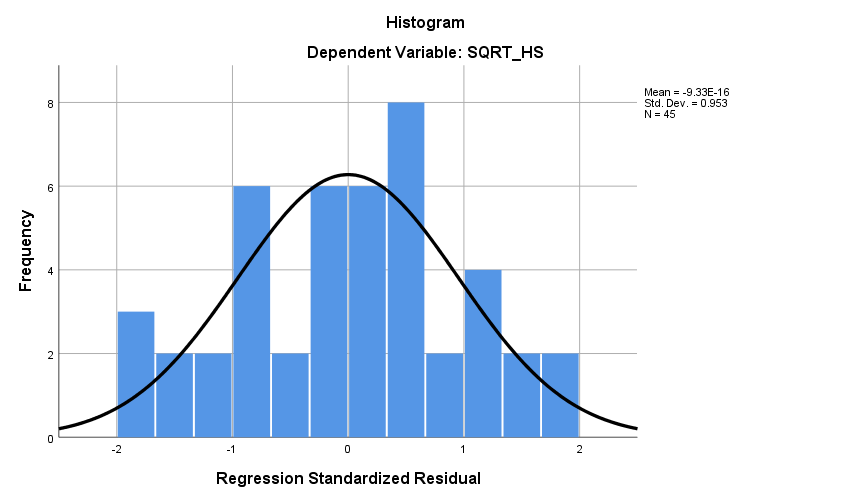 Histogram
Dependent Variable: SQRT_HS
Mean = -9.33E-16
Std. Dev. = 0.953
N = 45
8
6
4
2
0
Frequency
-2 -1 0 1 2
Regression Standardized Residual